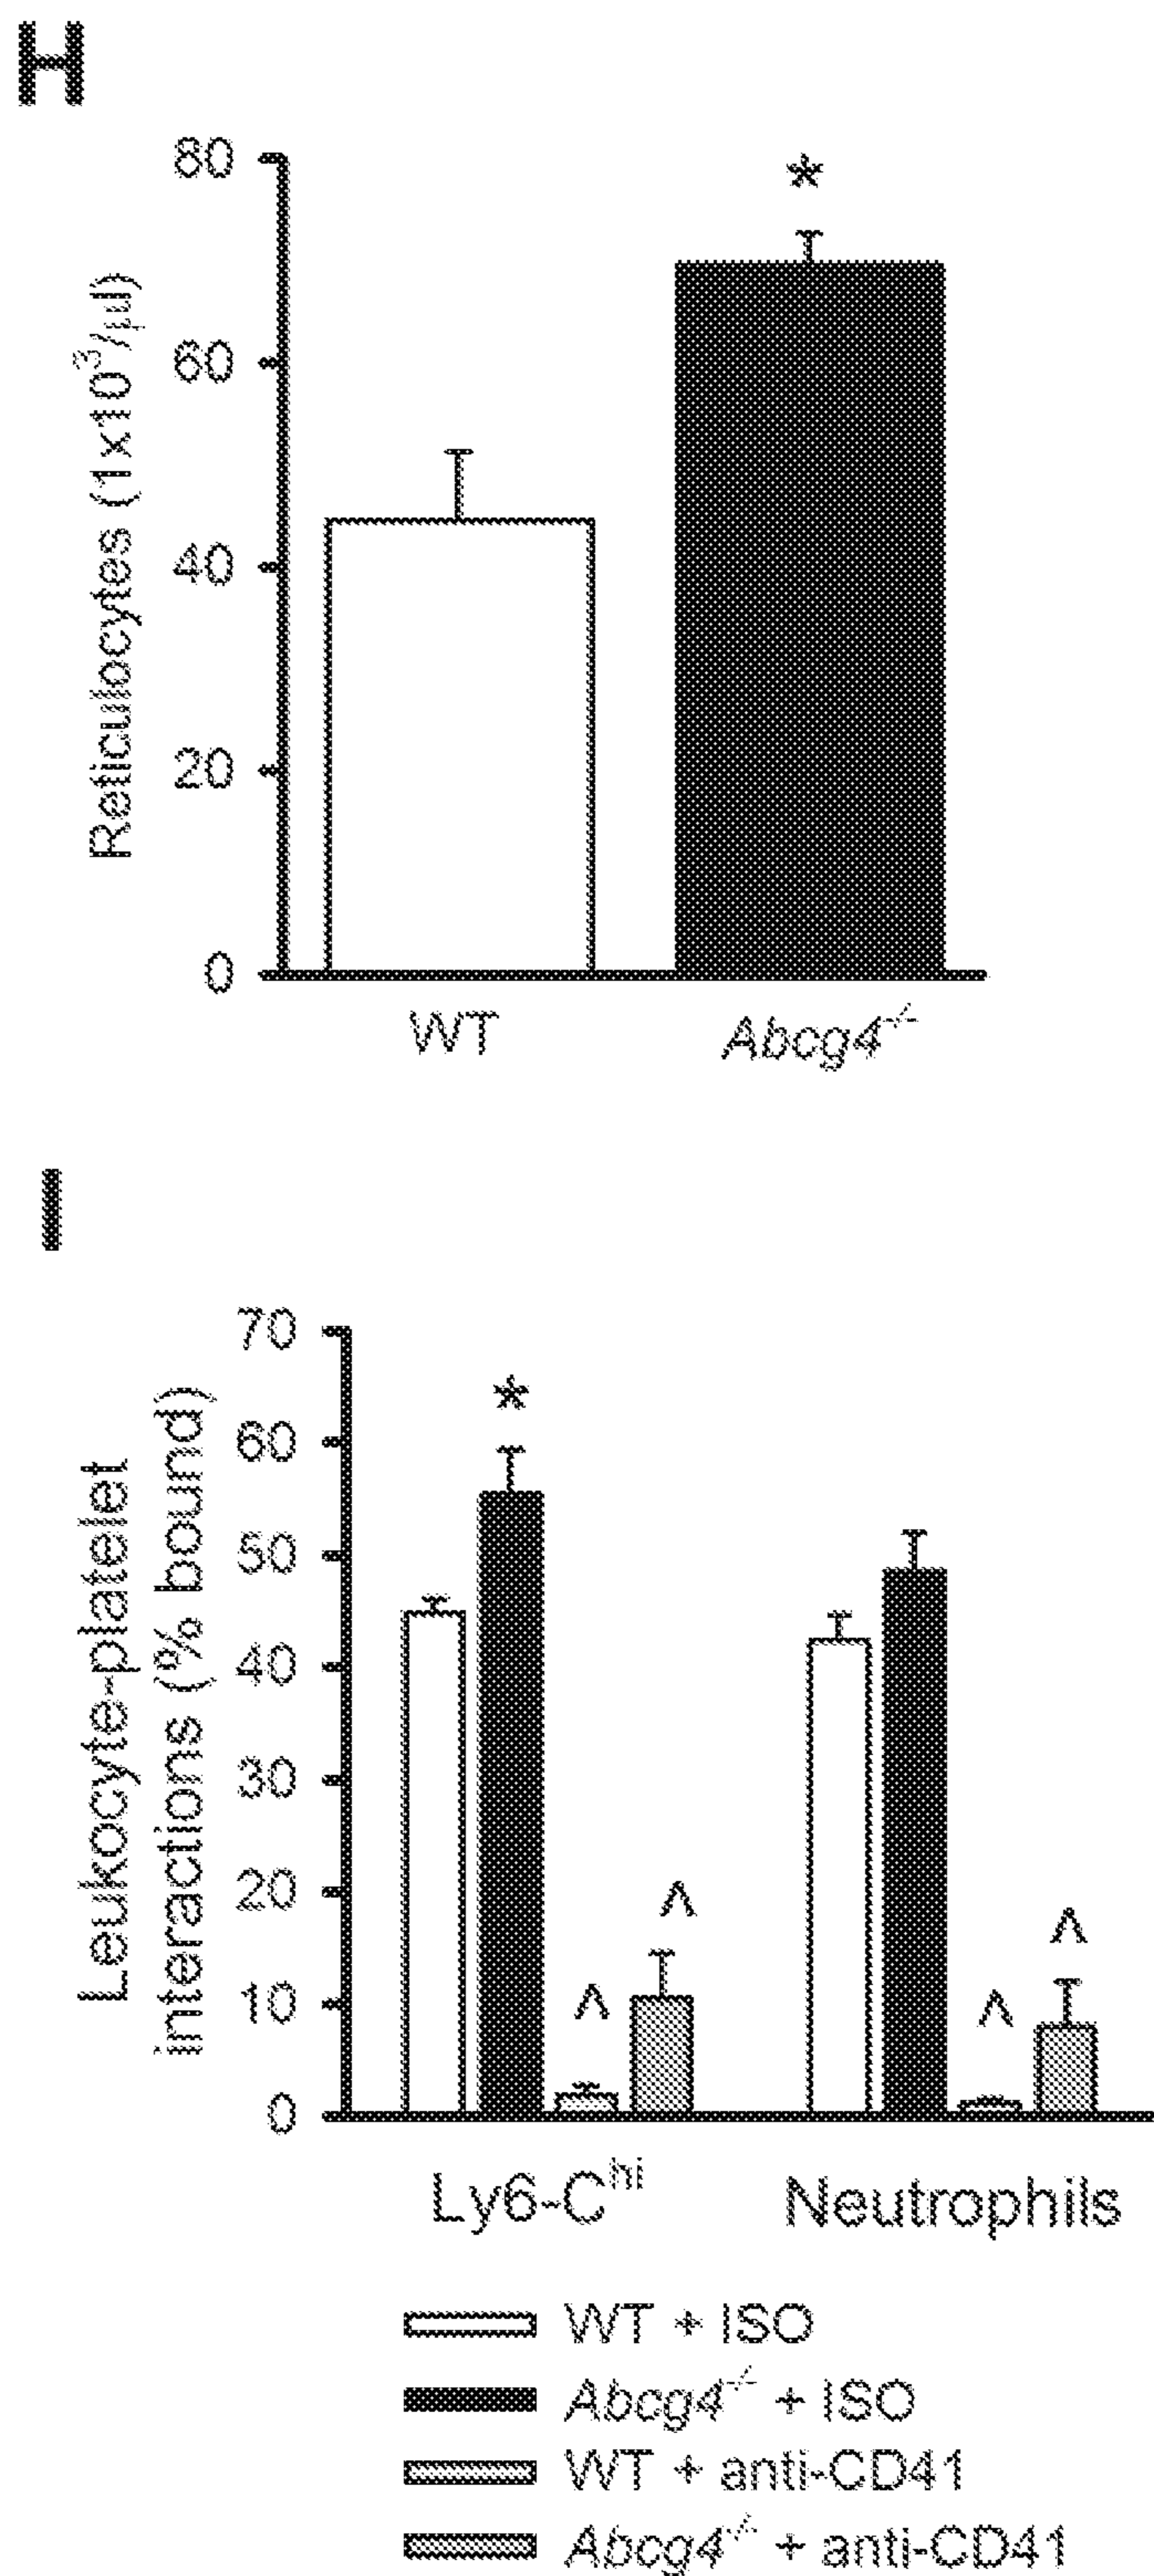 H
80
60
40
20
0
Reticulocytes (1x10³/µl)
*
WT
Abcg4⁻/⁻
I
70
60
50
40
30
20
10
0
Leukocyte-platelet
interactions (% bound)
*
^
^
^
^
Ly6-Cʰⁱ
Neutrophils
WT + ISO
Abcg4⁻/⁻ + ISO
WT + anti-CD41
Abcg4⁻/⁻ + anti-CD41